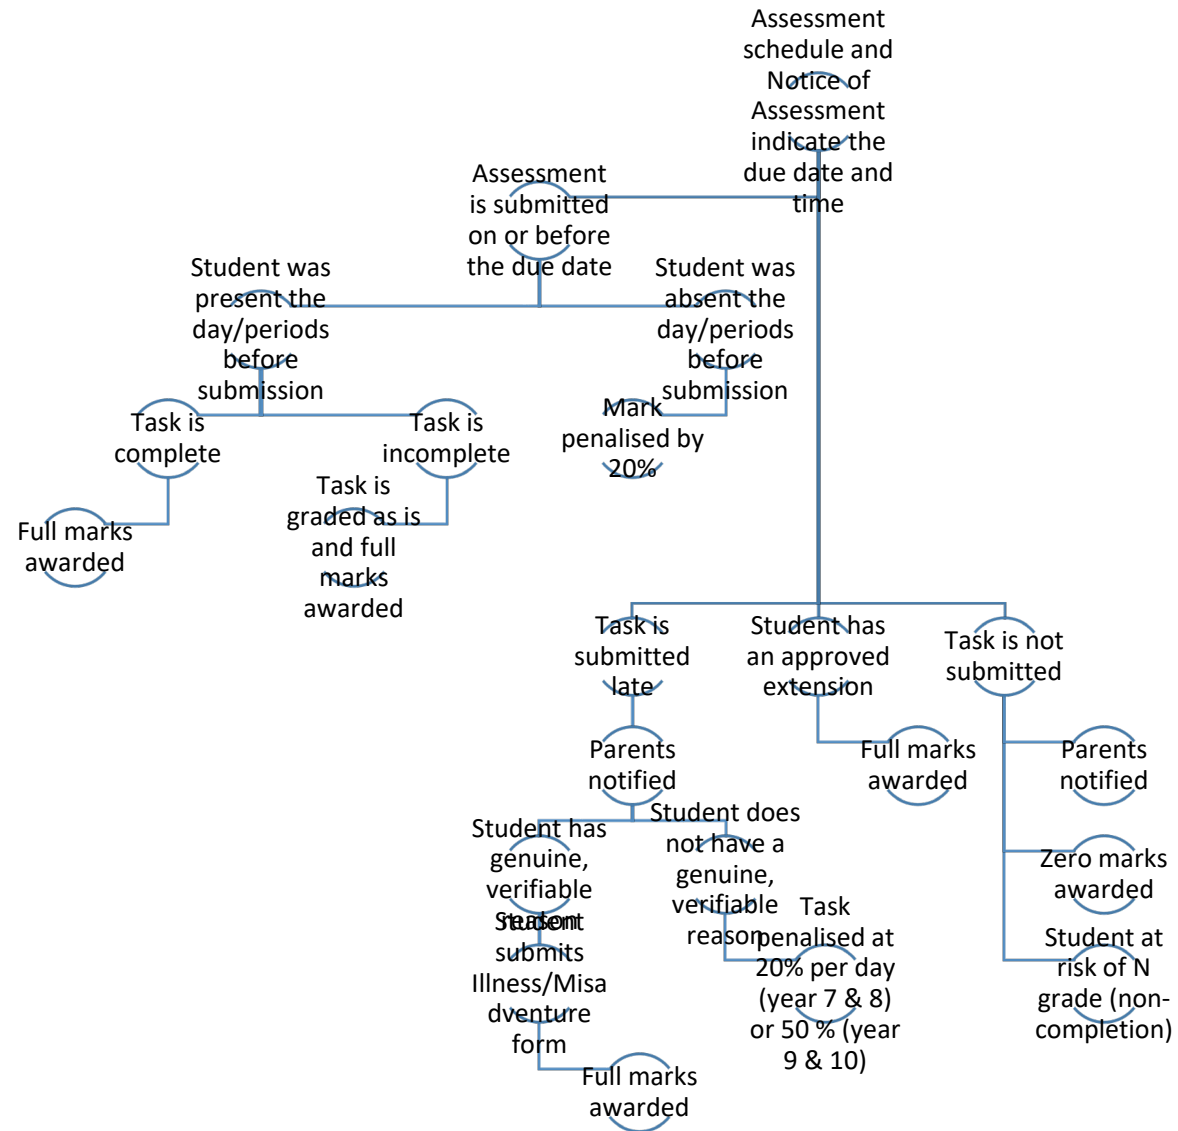 Assessment
schedule and
Notice of
Assessment
indicate the
due date and
time
Assessment
is submitted
on or before
the due date
Student was
present the
day/periods
before
submission
Student was
absent the
day/periods
before
submission
Task is
complete
Task is
incomplete
Mark
penalised by
20%
Full marks
awarded
Task is
graded as is
and full
marks
awarded
Task is
submitted
late
Student has
an approved
extension
Task is not
submitted
Parents
notified
Full marks
awarded
Parents
notified
Student has
genuine,
verifiable
reason
Student does
not have a
genuine,
verifiable
reason
Zero marks
awarded
Student
submits
Illness/Misa
dventure
form
Task
penalised at
20% per day
(year 7 & 8)
or 50 % (year
9 & 10)
Student at
risk of N
grade (non-
completion)
Full marks
awarded